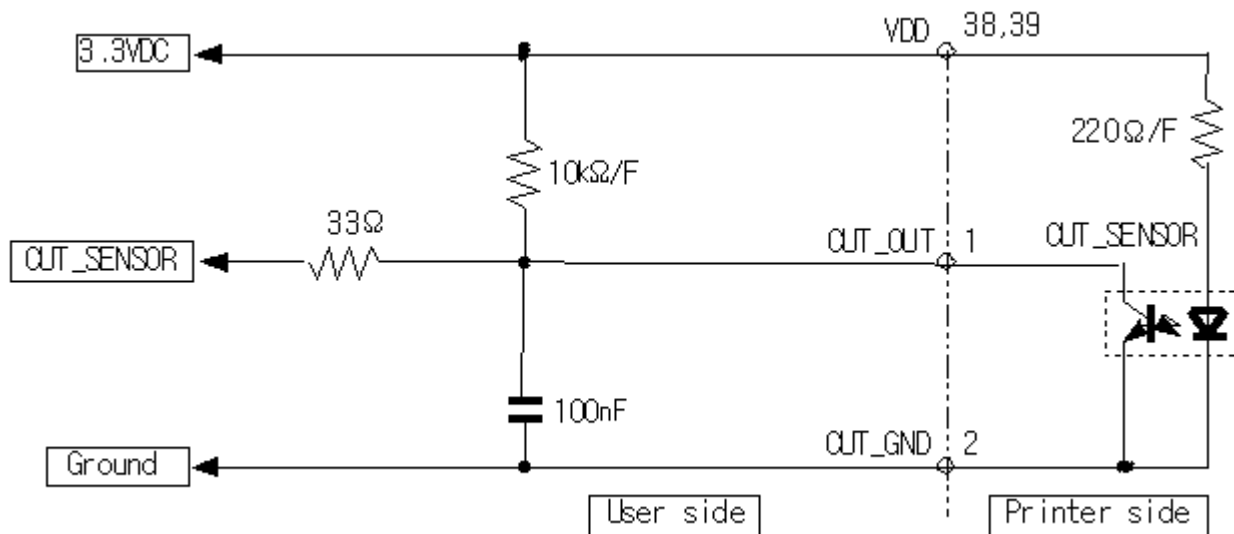 VDD 38,39
3.3VDC
220Ω/F
10kΩ/F
33Ω
CUT_SENSOR
CUT_OUT 1
CUT_SENSOR
100nF
CUT_GND 2
Ground
User side
Printer side